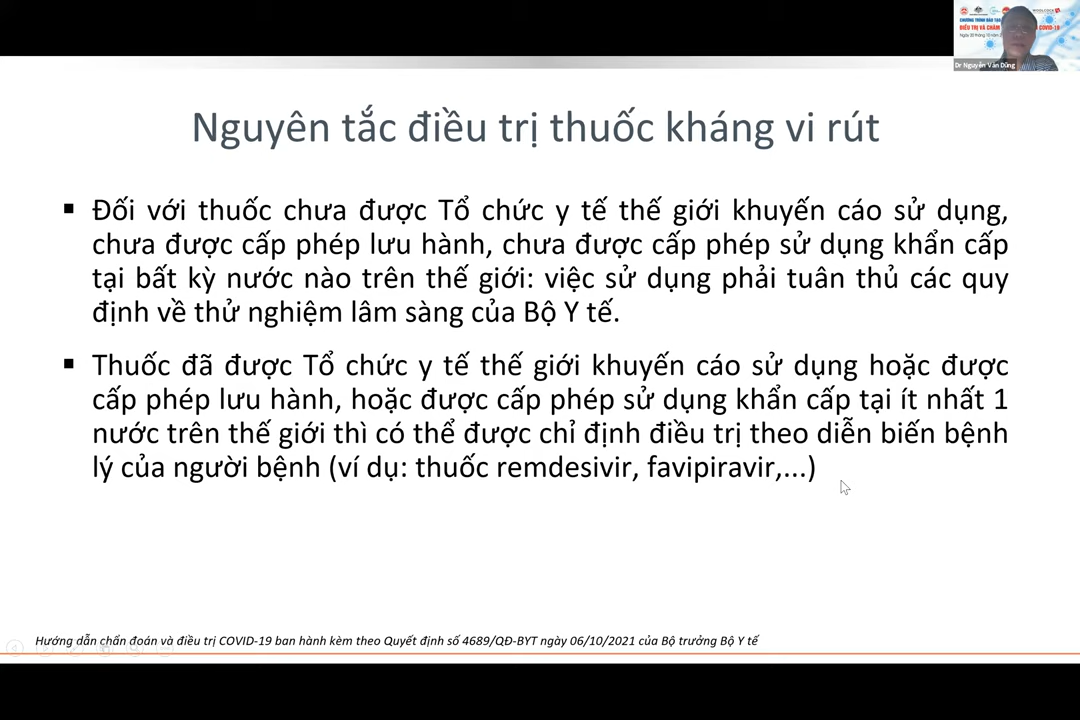 CHƯƠNG TRÌNH ĐÀO TẠO
ĐIỀU TRỊ VÀ CHĂM COVID-19
Dr Nguyễn Văn Dũng
Nguyên tắc điều trị thuốc kháng vi rút
▪ Đối với thuốc chưa được Tổ chức y tế thế giới khuyến cáo sử dụng,
chưa được cấp phép lưu hành, chưa được cấp phép sử dụng khẩn cấp
tại bất kỳ nước nào trên thế giới: việc sử dụng phải tuân thủ các quy
định về thử nghiệm lâm sàng của Bộ Y tế.
▪ Thuốc đã được Tổ chức y tế thế giới khuyến cáo sử dụng hoặc được
cấp phép lưu hành, hoặc được cấp phép sử dụng khẩn cấp tại ít nhất 1
nước trên thế giới thì có thể được chỉ định điều trị theo diễn biến bệnh
lý của người bệnh (ví dụ: thuốc remdesivir, favipiravir,...)
Hướng dẫn chẩn đoán và điều trị COVID-19 ban hành kèm theo Quyết định số 4689/QĐ-BYT ngày 06/10/2021 của Bộ trưởng Bộ Y tế